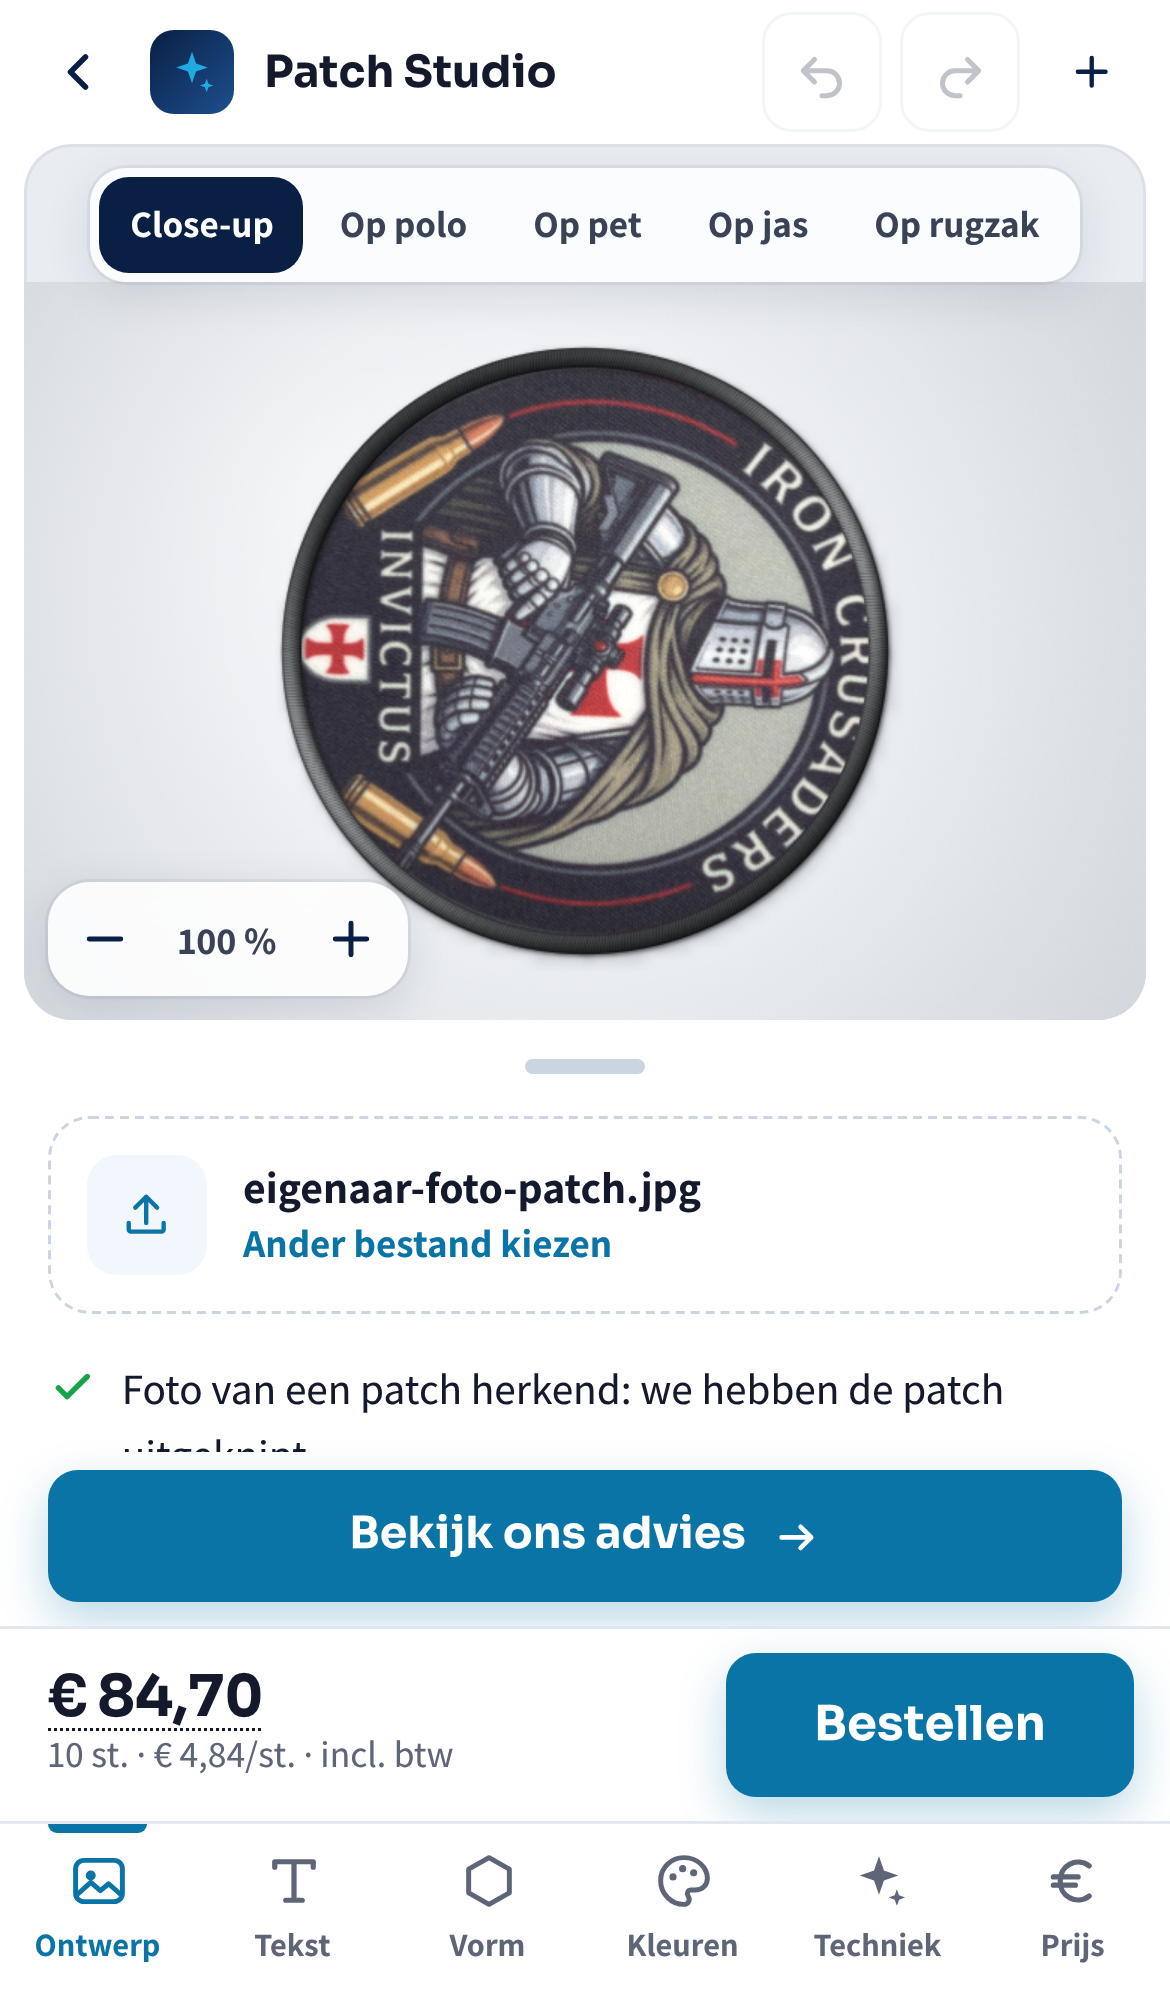 Patch Studio
Close-up
Op polo
Op pet
Op jas
Op rugzak
IRON CRUSADERS
INVICTUS
100 %
eigenaar-foto-patch.jpg
Ander bestand kiezen
Foto van een patch herkend: we hebben de patch
uitgeknipt
Bekijk ons advies
€ 84,70
10 st. · € 4,84/st. · incl. btw
Bestellen
Ontwerp
Tekst
Vorm
Kleuren
Techniek
Prijs